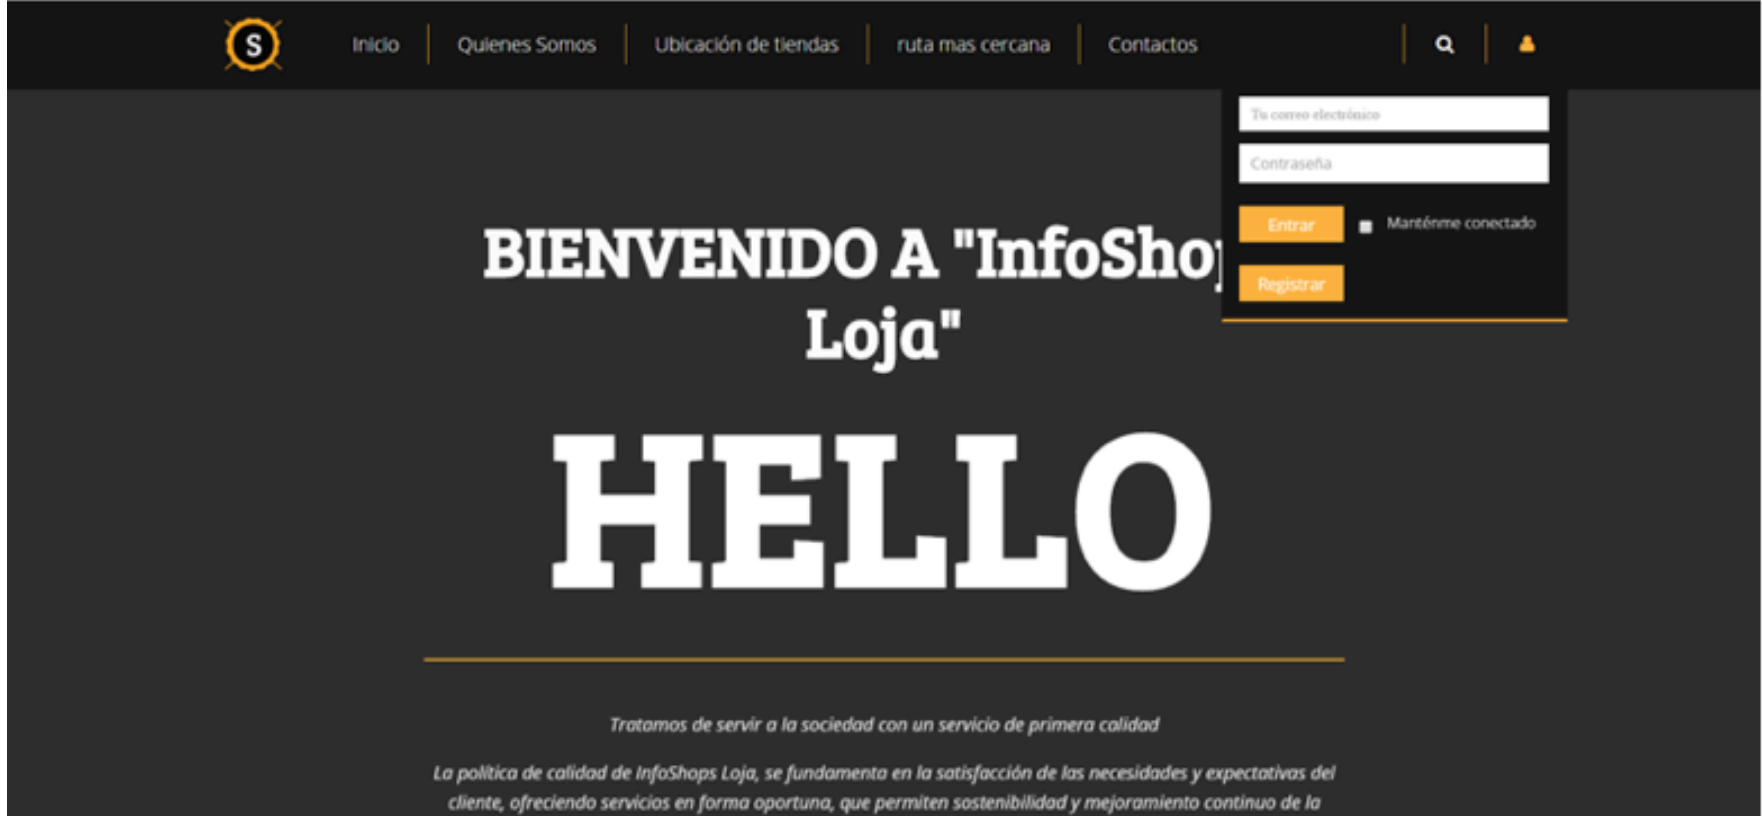 S
Inicio
Quienes Somos
Ubicación de tiendas
ruta mas cercana
Contactos
Tu correo electrónico
Contraseña
Entrar
Manténme conectado
Registrar
BIENVENIDO A "InfoSho
Loja"
HELLO
Tratamos de servir a la sociedad con un servicio de primera calidad
La política de calidad de InfoShops Loja, se fundamenta en la satisfacción de las necesidades y expectativas del
cliente, ofreciendo servicios en forma oportuna, que permiten sostenibilidad y mejoramiento continuo de la